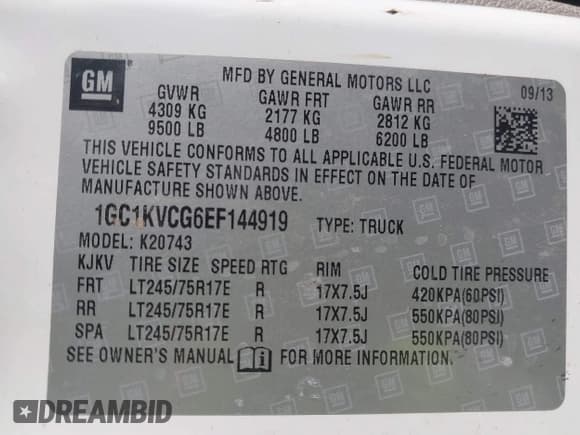 GM
MFD BY GENERAL MOTORS LLC
09/13
GVWR GAWR FRT GAWR RR
4309 KG 2177 KG 2812 KG
9500 LB 4800 LB 6200 LB
THIS VEHICLE CONFORMS TO ALL APPLICABLE U.S. FEDERAL MOTOR
VEHICLE SAFETY STANDARDS IN EFFECT ON THE DATE OF
MANUFACTURE SHOWN ABOVE.
1GC1KVCG6EF144919 TYPE: TRUCK
MODEL: K20743
KJKV TIRE SIZE SPEED RTG RIM COLD TIRE PRESSURE
FRT LT245/75R17E R 17X7.5J 420KPA(60PSI)
RR LT245/75R17E R 17X7.5J 550KPA(80PSI)
SPA LT245/75R17E R 17X7.5J 550KPA(80PSI)
SEE OWNER'S MANUAL i FOR MORE INFORMATION.
DREAMBID